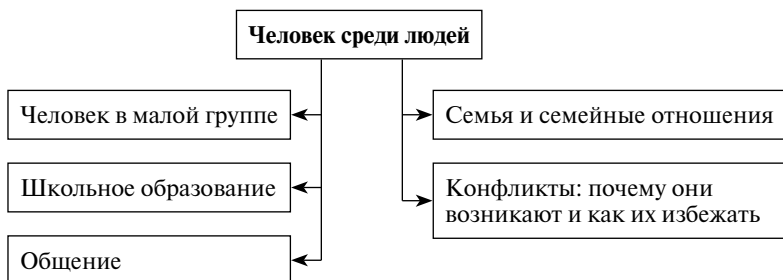 Человек среди людей
Человек в малой группе
Школьное образование
Общение
Семья и семейные отношения
Конфликты: почему они
возникают и как их избежать